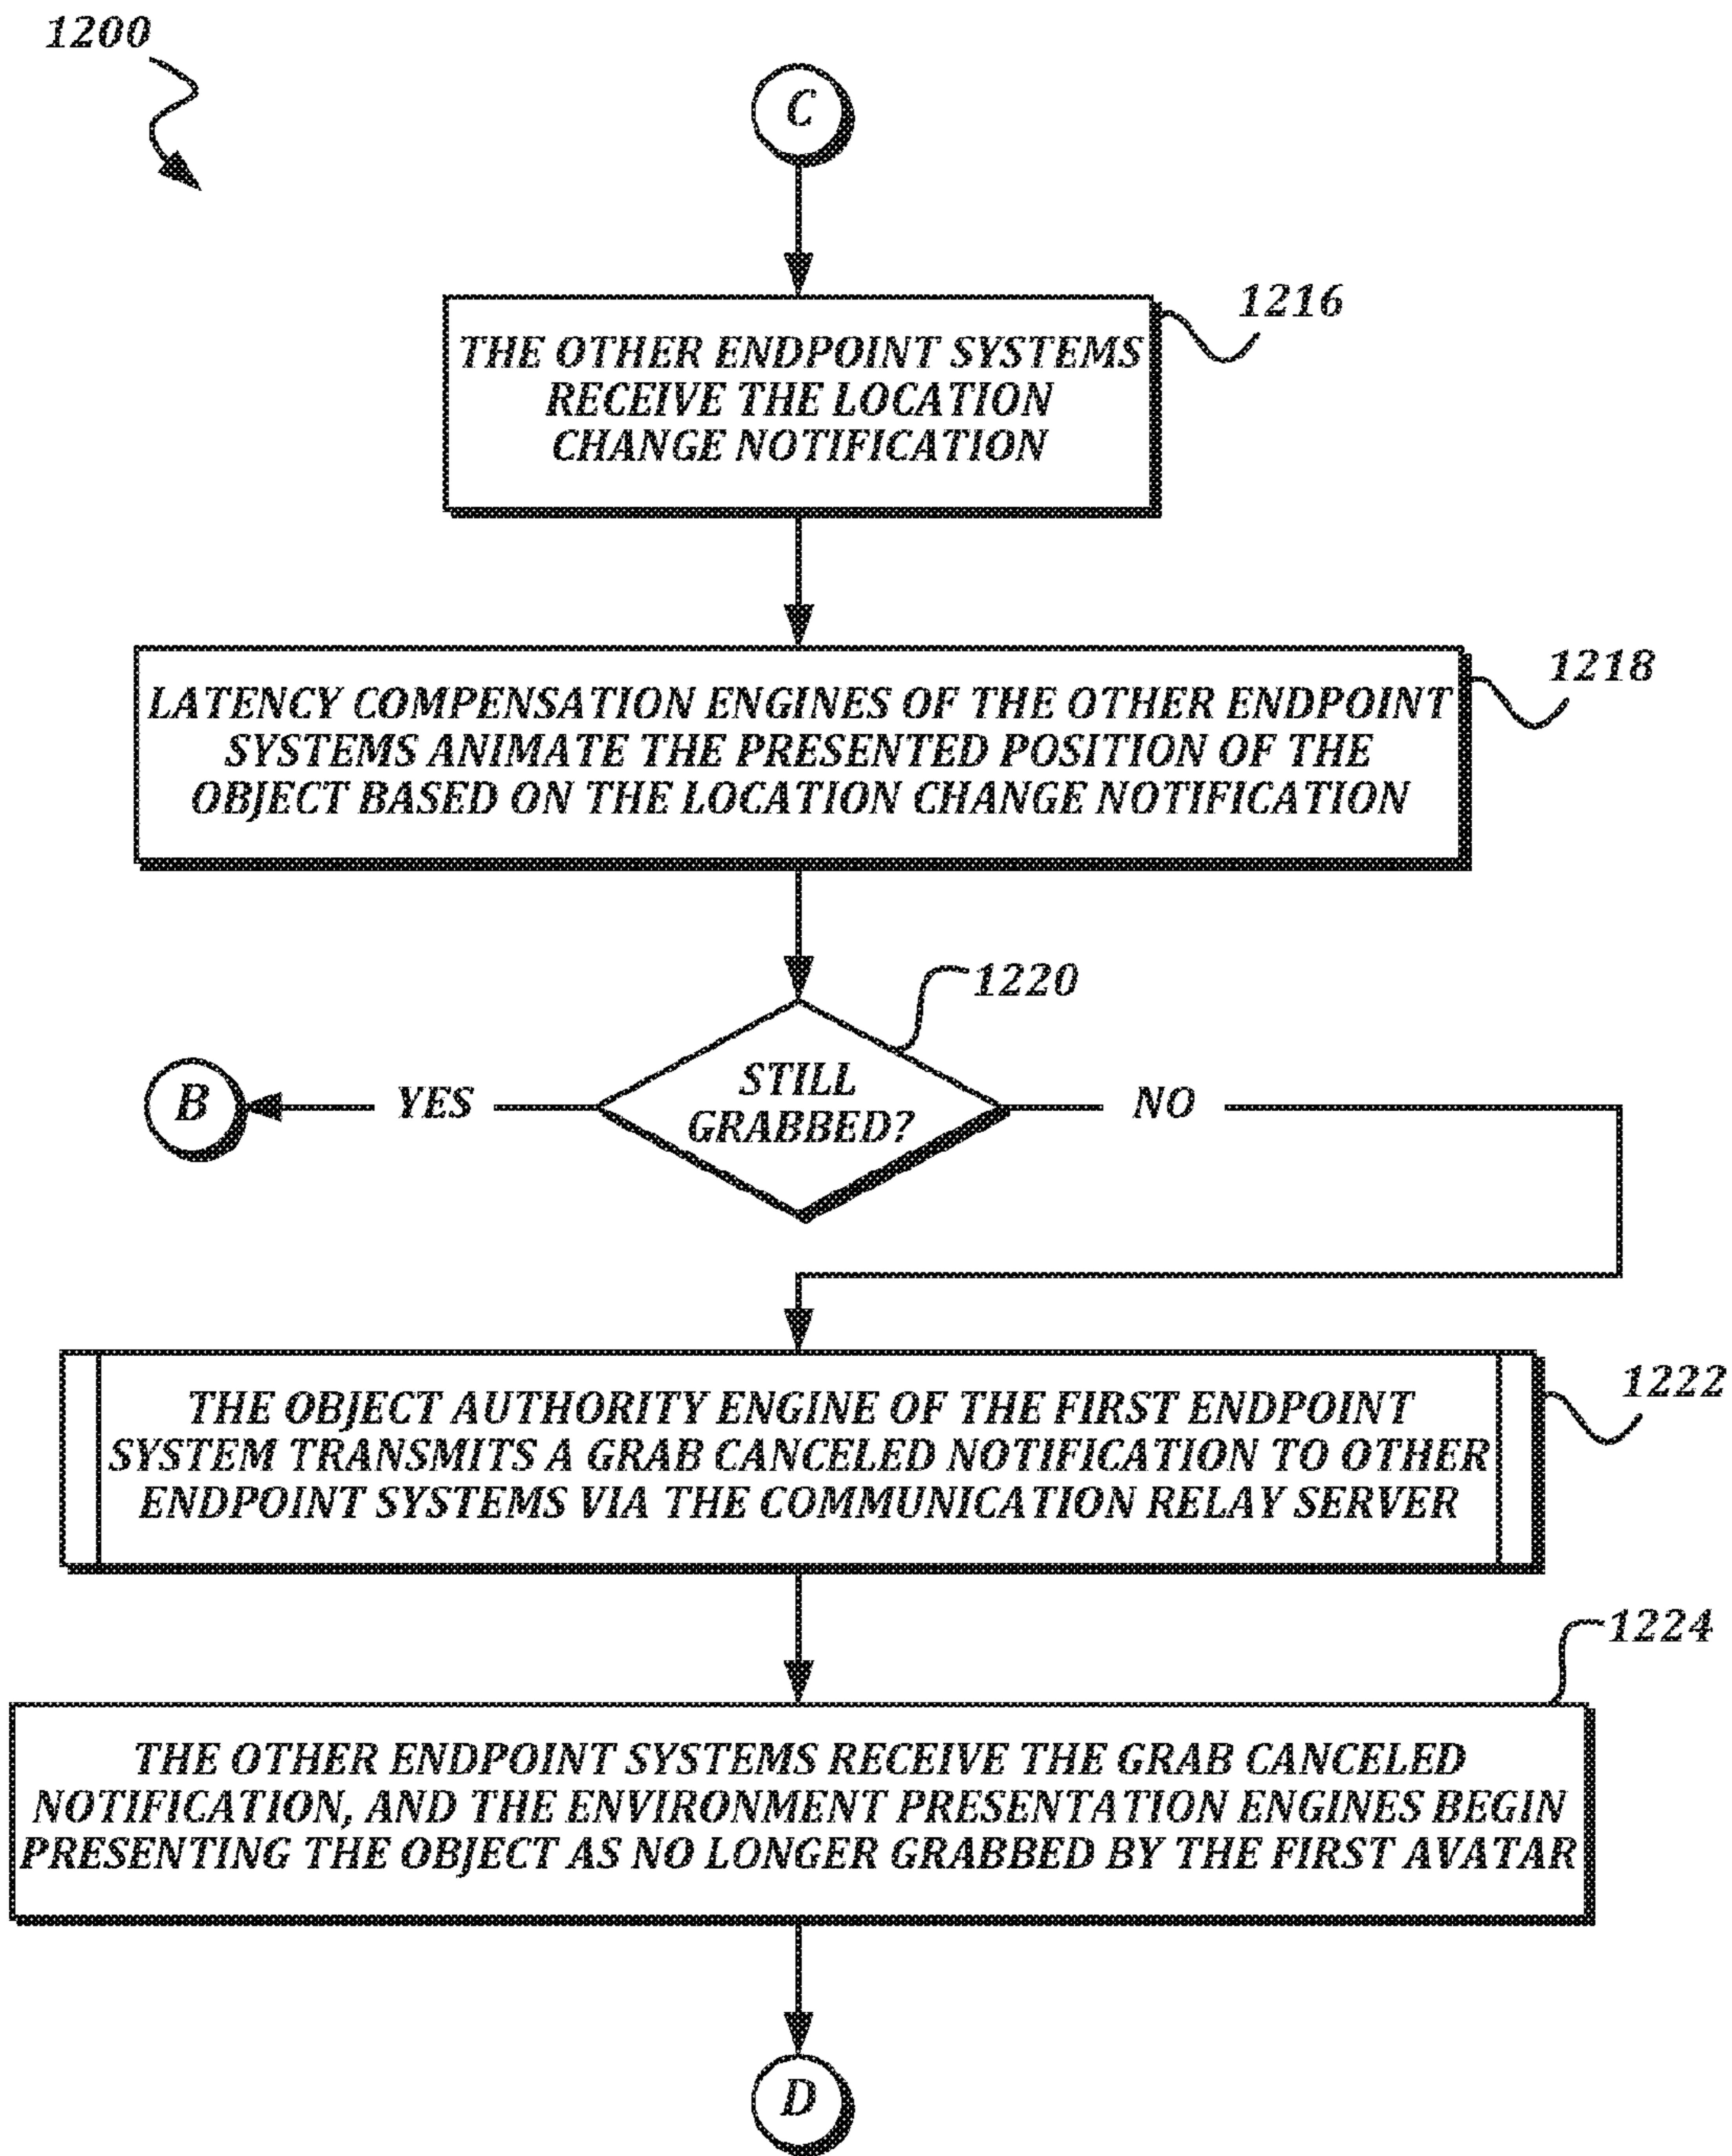 1200
C
1216
THE OTHER ENDPOINT SYSTEMS
RECEIVE THE LOCATION
CHANGE NOTIFICATION
1218
LATENCY COMPENSATION ENGINES OF THE OTHER ENDPOINT
SYSTEMS ANIMATE THE PRESENTED POSITION OF THE
OBJECT BASED ON THE LOCATION CHANGE NOTIFICATION
1220
STILL
GRABBED?
B
YES
NO
1222
THE OBJECT AUTHORITY ENGINE OF THE FIRST ENDPOINT
SYSTEM TRANSMITS A GRAB CANCELED NOTIFICATION TO OTHER
ENDPOINT SYSTEMS VIA THE COMMUNICATION RELAY SERVER
1224
THE OTHER ENDPOINT SYSTEMS RECEIVE THE GRAB CANCELED
NOTIFICATION, AND THE ENVIRONMENT PRESENTATION ENGINES BEGIN
PRESENTING THE OBJECT AS NO LONGER GRABBED BY THE FIRST AVATAR
D